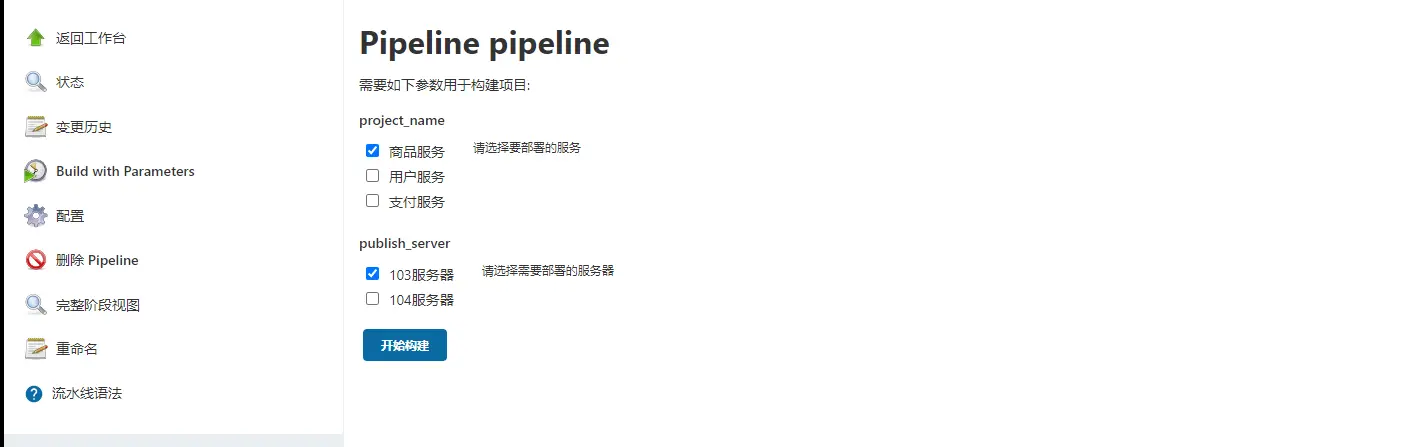 返回工作台
状态
变更历史
Build with Parameters
配置
删除 Pipeline
完整阶段视图
重命名
流水线语法
Pipeline pipeline
需要如下参数用于构建项目:
project_name
商品服务 请选择要部署的服务
用户服务
支付服务
publish_server
103服务器 请选择需要部署的服务器
104服务器
开始构建